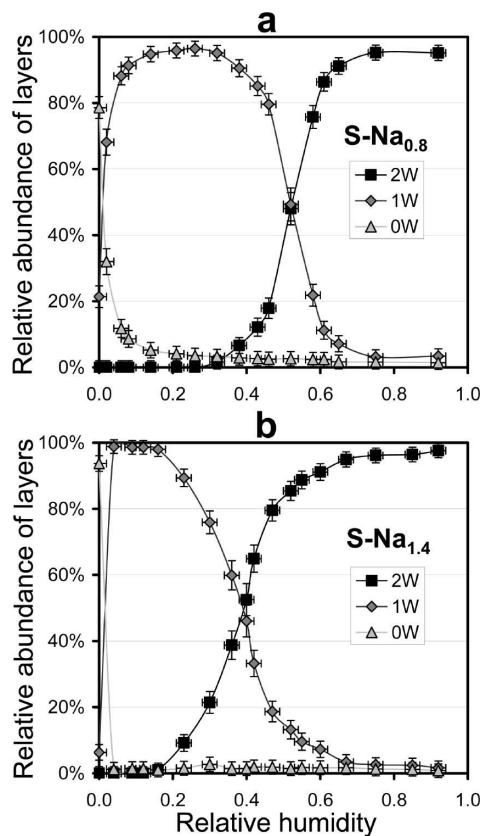 a
100%
80%
60%
40%
20%
0%
Relative abundance of layers
S-Na0.8
2W
1W
0W
0.0 0.2 0.4 0.6 0.8 1.0
b
100%
80%
60%
40%
20%
0%
Relative abundance of layers
S-Na1.4
2W
1W
0W
0.0 0.2 0.4 0.6 0.8 1.0
Relative humidity